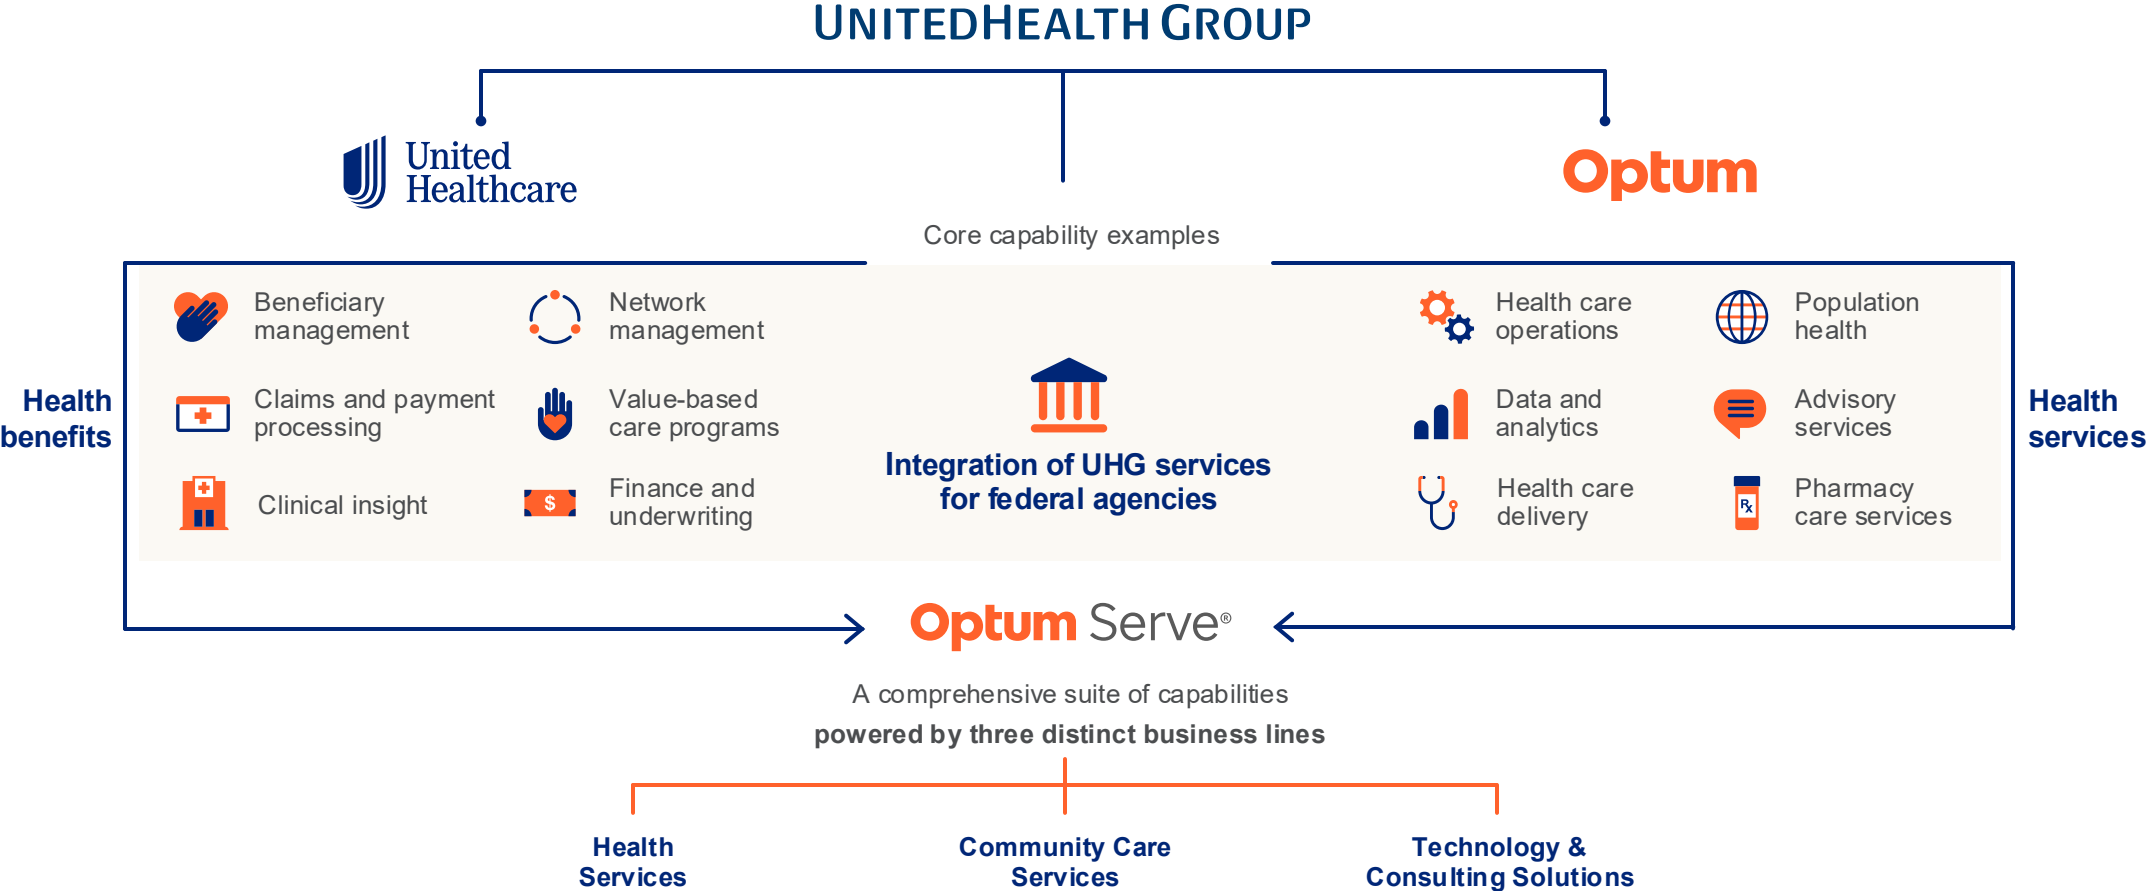 UNITEDHEALTH GROUP
United
Healthcare
Optum
Core capability examples
Health
benefits
Beneficiary
management
Network
management
Claims and payment
processing
Value-based
care programs
Clinical insight
$
Finance and
underwriting
Integration of UHG services
for federal agencies
Health care
operations
Population
health
Data and
analytics
Advisory
services
Health care
delivery
Rx
Pharmacy
care services
Health
services
Optum Serve®
A comprehensive suite of capabilities
powered by three distinct business lines
Health
Services
Community Care
Services
Technology &
Consulting Solutions